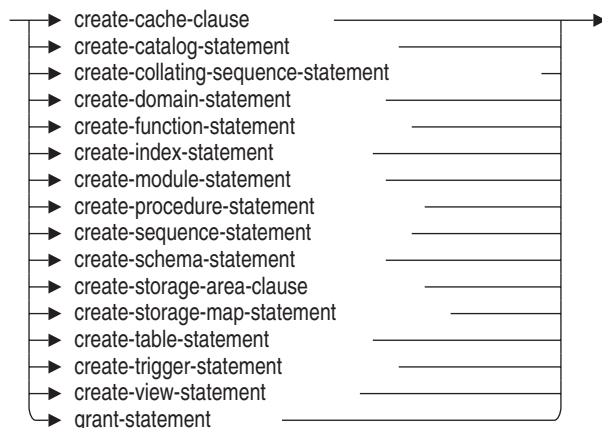 create-cache-clause
create-catalog-statement
create-collating-sequence-statement
create-domain-statement
create-function-statement
create-index-statement
create-module-statement
create-procedure-statement
create-sequence-statement
create-schema-statement
create-storage-area-clause
create-storage-map-statement
create-table-statement
create-trigger-statement
create-view-statement
grant-statement